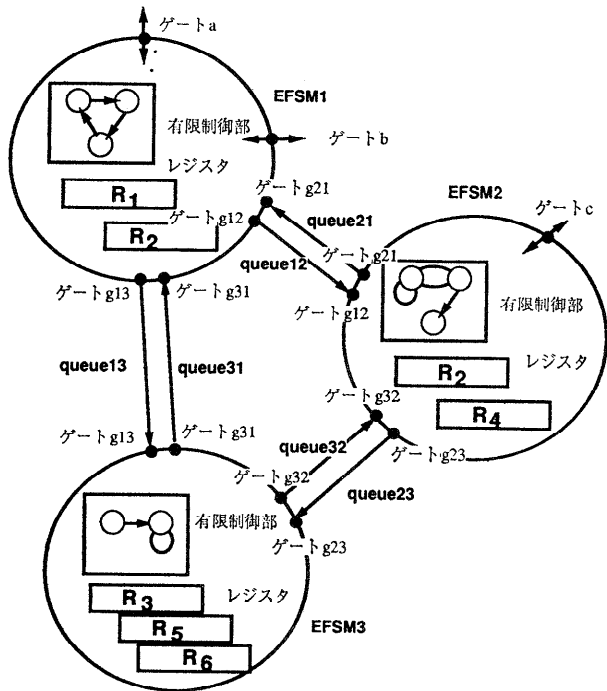 ゲートa
EFSM1
有限制御部
ゲートb
レジスタ
R1
ゲートg21
R2
ゲートg12
EFSM2
ゲートc
queue21
queue12
ゲートg21
ゲートg12
有限制御部
レジスタ
R2
R4
ゲートg13
ゲートg31
queue13
queue31
ゲートg13
ゲートg31
ゲートg32
ゲートg23
queue32
queue23
ゲートg32
ゲートg23
有限制御部
レジスタ
R3
R5
R6
EFSM3